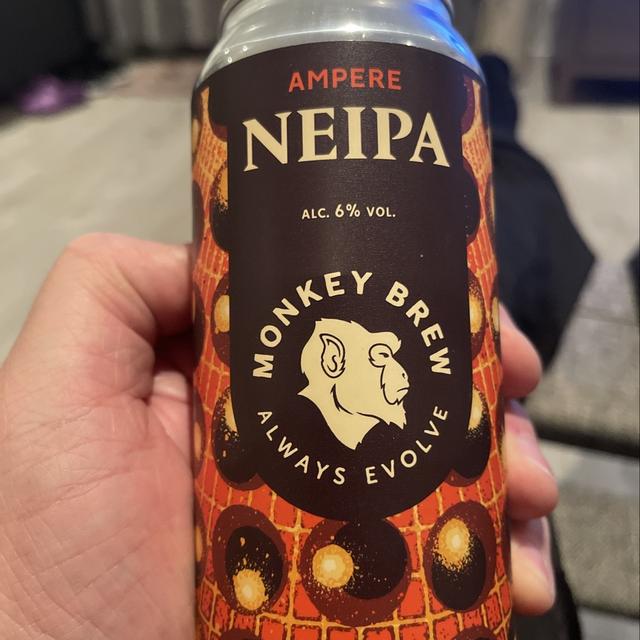 AMPERE
NEIPA
ALC. 6% VOL.
MONKEY BREW
ALWAYS EVOLVE